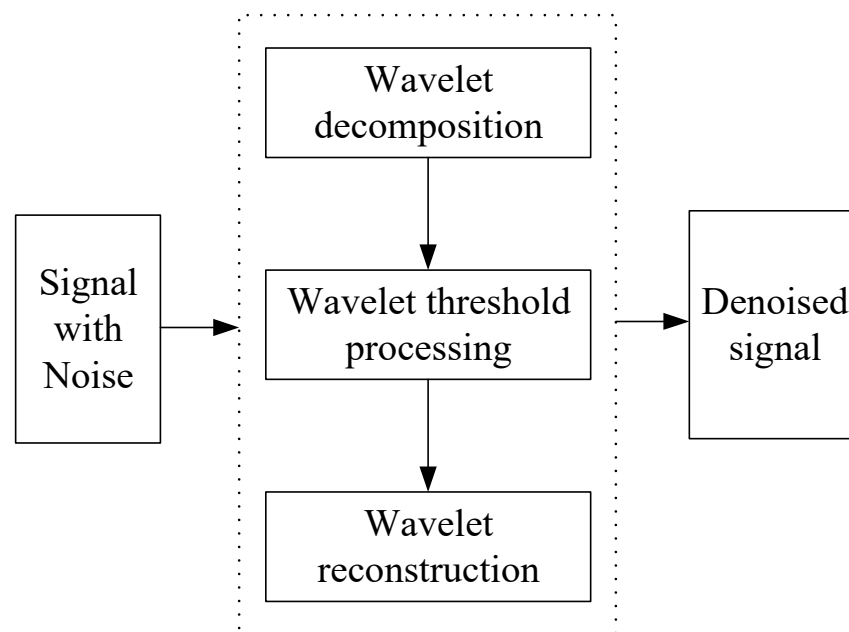 Signal
with
Noise
Wavelet
decomposition
Wavelet threshold
processing
Wavelet
reconstruction
Denoised
signal